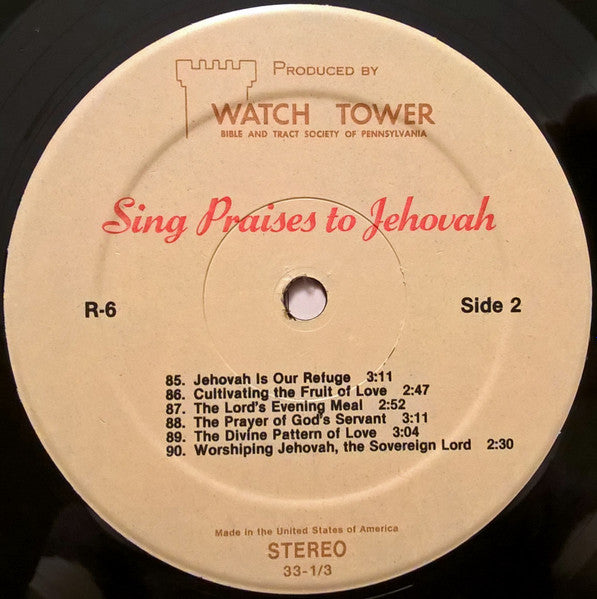 PRODUCED BY
WATCH TOWER
BIBLE AND TRACT SOCIETY OF PENNSYLVANIA
Sing Praises to Jehovah
R-6
Side 2
85. Jehovah Is Our Refuge 3:11
86. Cultivating the Fruit of Love 2:47
87. The Lord's Evening Meal 2:52
88. The Prayer of God's Servant 3:11
89. The Divine Pattern of Love 3:04
90. Worshiping Jehovah, the Sovereign Lord 2:30
Made in the United States of America
STEREO
33-1/3